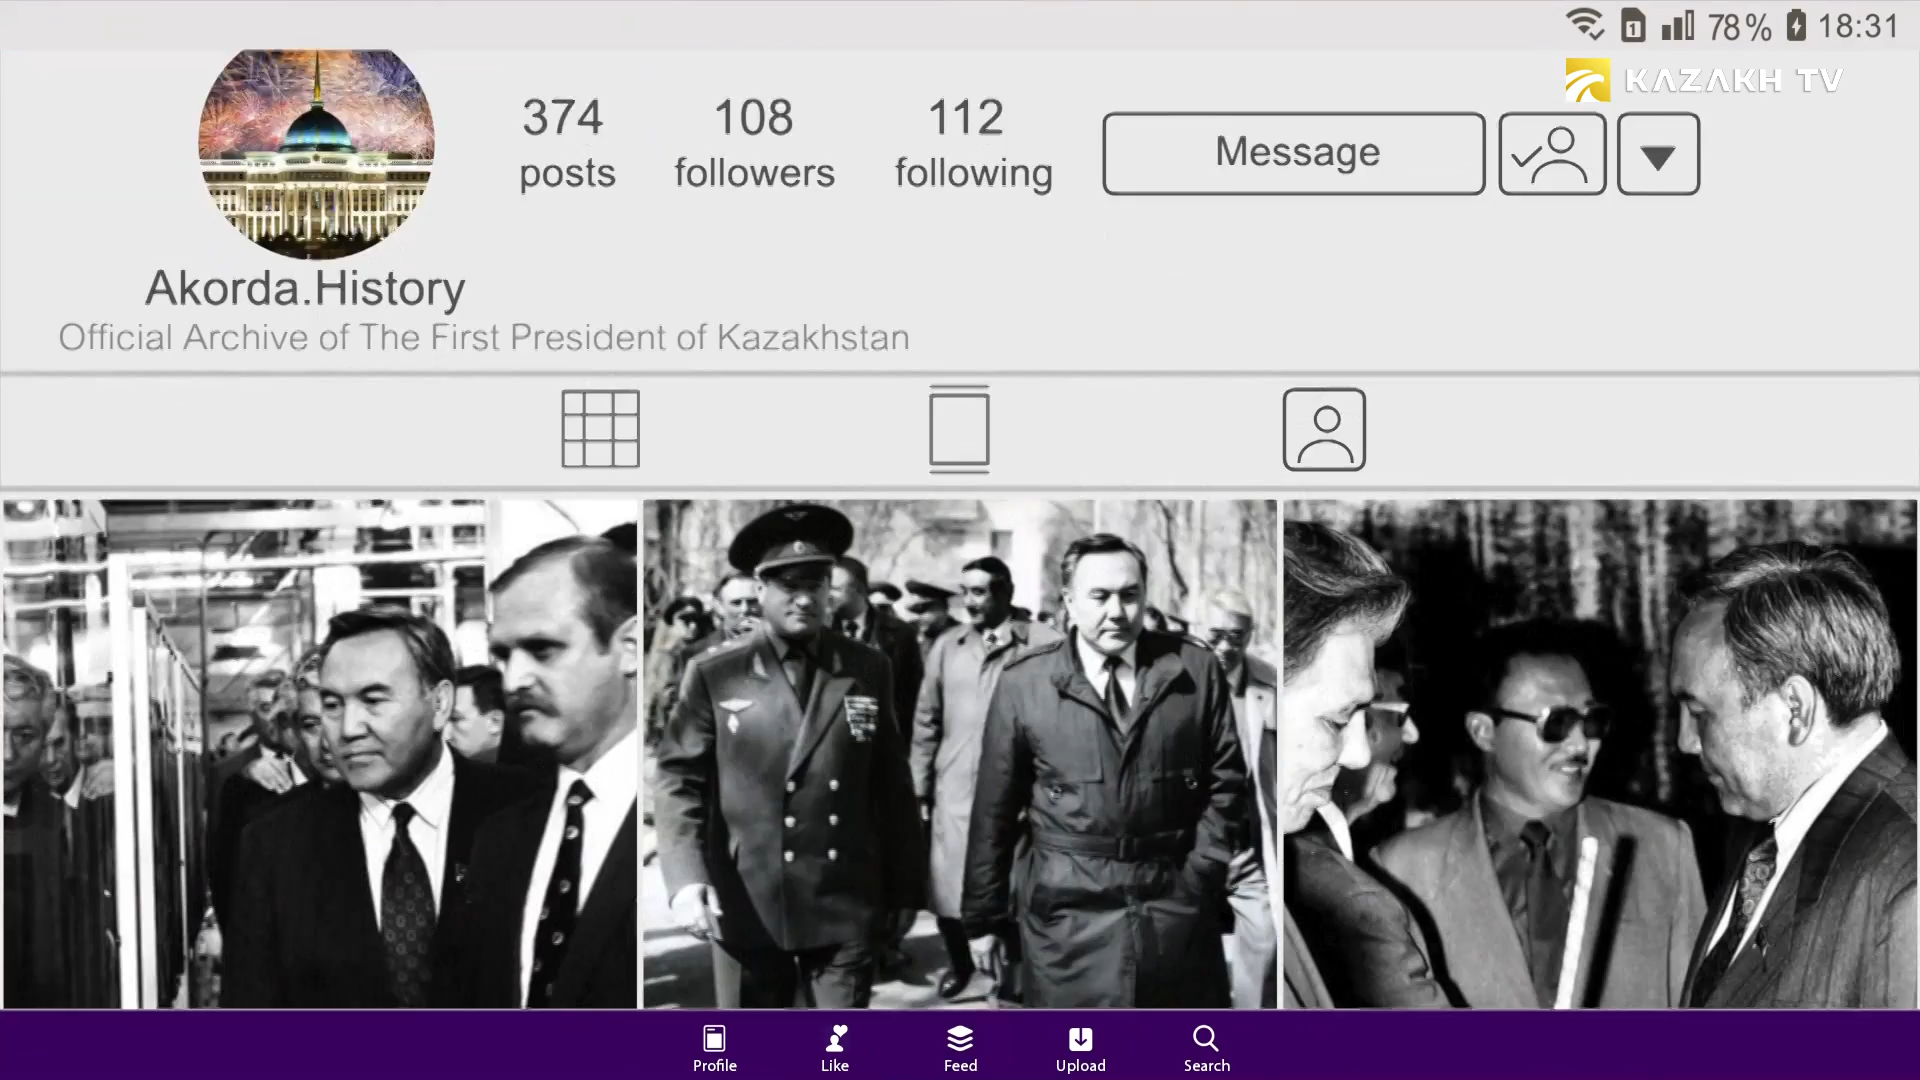 1 78% 18:31
KAZAKH TV
374 108 112
posts followers following
Message
Akorda.History
Official Archive of The First President of Kazakhstan
Profile Like Feed Upload Search